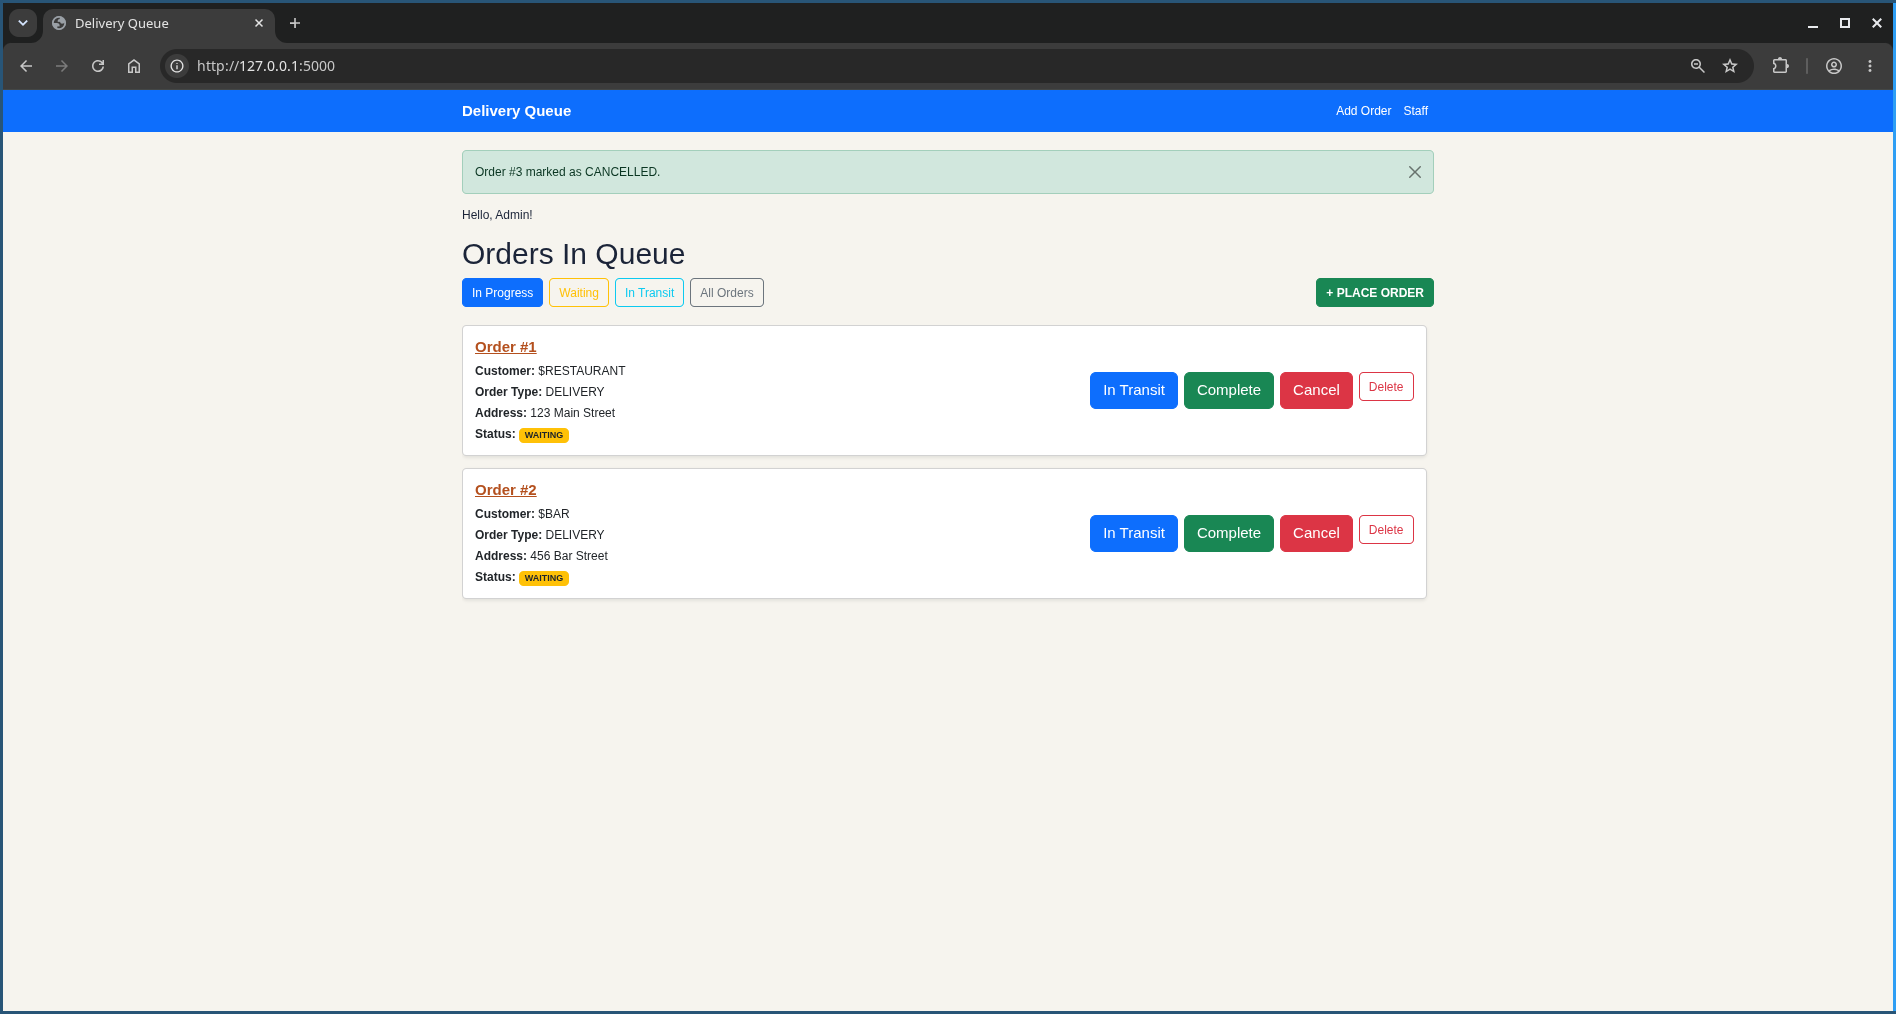 Delivery Queue
http://127.0.0.1:5000
Delivery Queue Add Order Staff
Order #3 marked as CANCELLED.
Hello, Admin!
Orders In Queue
In Progress Waiting In Transit All Orders + PLACE ORDER
Order #1
Customer: $RESTAURANT
Order Type: DELIVERY
Address: 123 Main Street
Status: WAITING
In Transit Complete Cancel Delete
Order #2
Customer: $BAR
Order Type: DELIVERY
Address: 456 Bar Street
Status: WAITING
In Transit Complete Cancel Delete